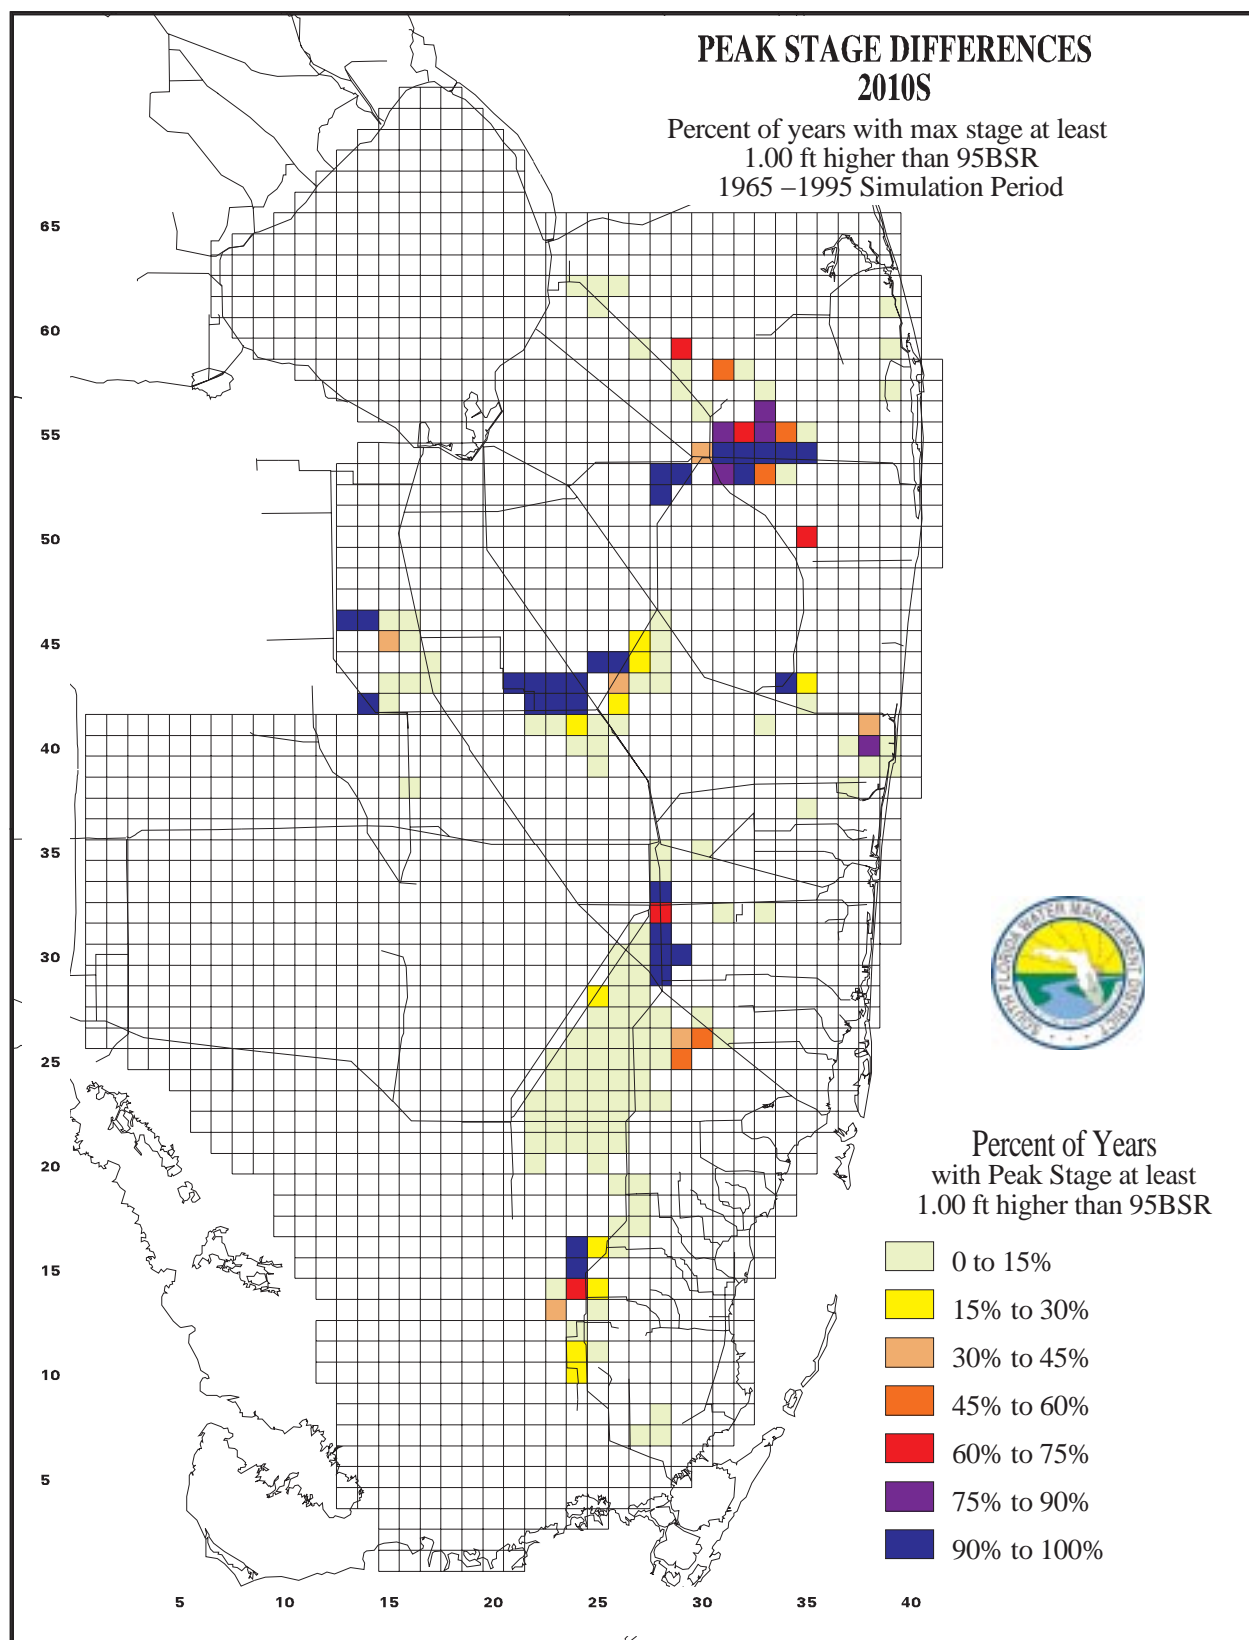 PEAK STAGE DIFFERENCES
2010S
Percent of years with max stage at least
1.00 ft higher than 95BSR
1965 –1995 Simulation Period
65
60
55
50
45
40
35
30
25
20
15
10
5
SOUTH FLORIDA WATER MANAGEMENT DISTRICT
Percent of Years
with Peak Stage at least
1.00 ft higher than 95BSR
0 to 15%
15% to 30%
30% to 45%
45% to 60%
60% to 75%
75% to 90%
90% to 100%
5 10 15 20 25 30 35 40
“